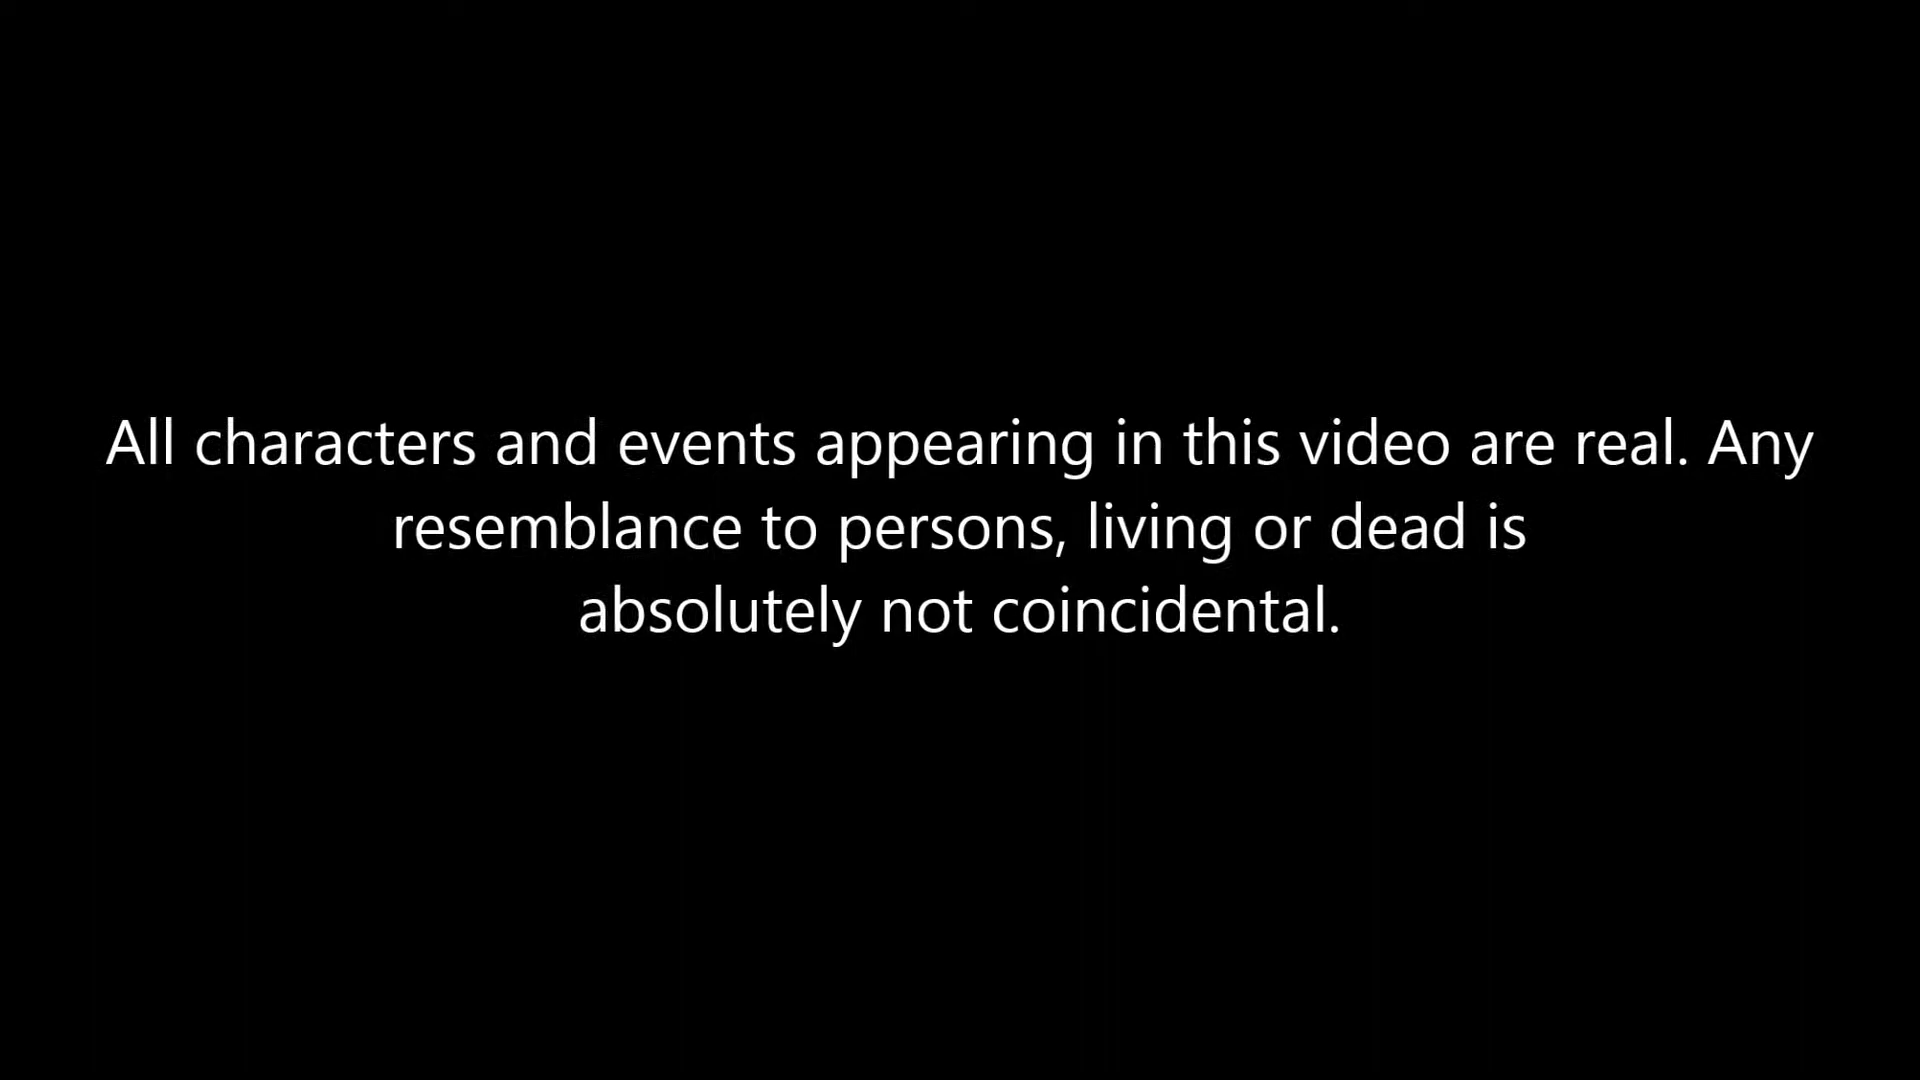 All characters and events appearing in this video are real. Any
resemblance to persons, living or dead is
absolutely not coincidental.